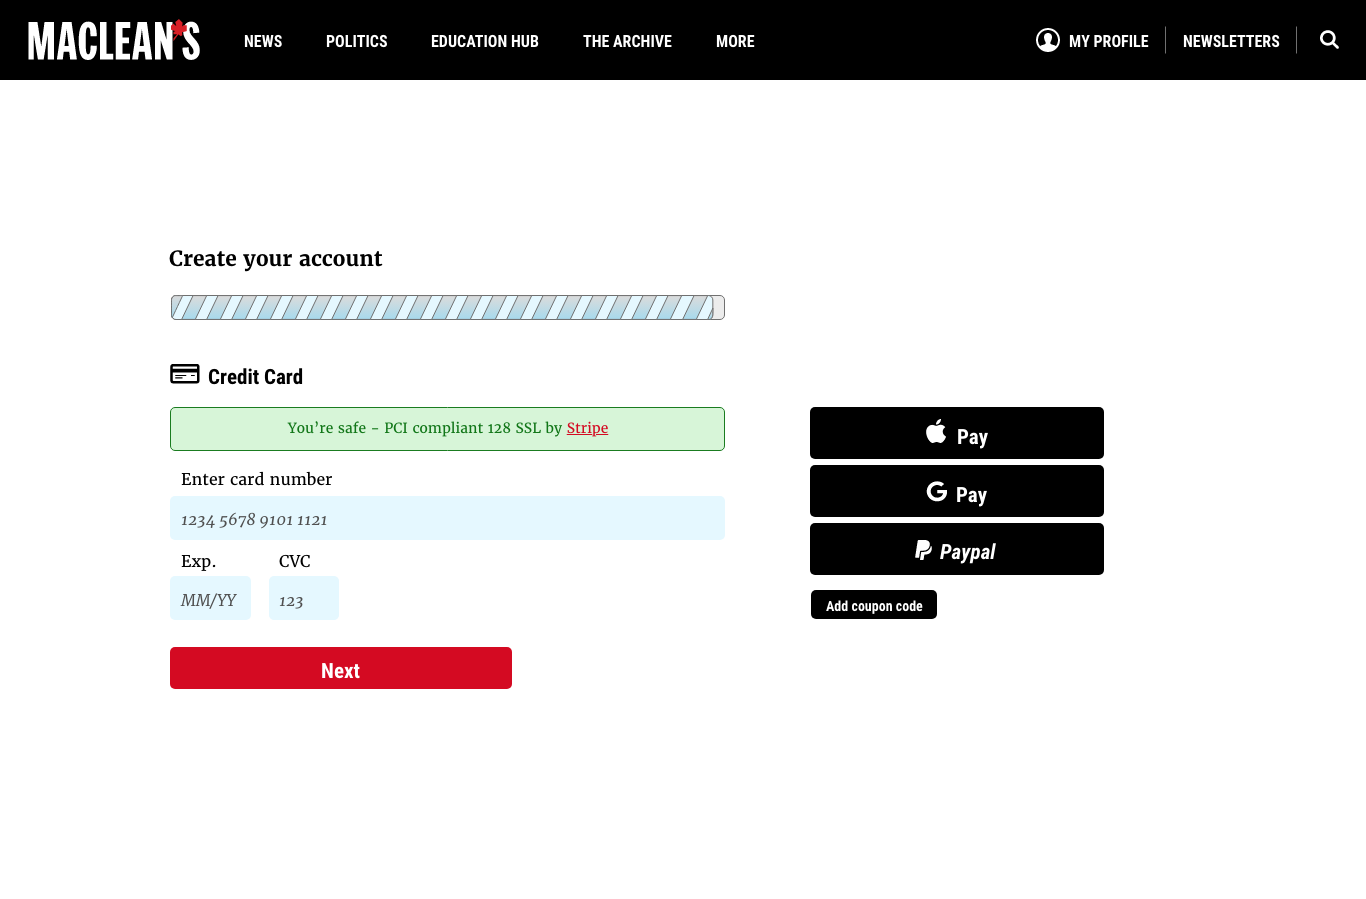 MACLEAN'S
NEWS
POLITICS
EDUCATION HUB
THE ARCHIVE
MORE
MY PROFILE
NEWSLETTERS
Create your account
Credit Card
You're safe – PCI compliant 128 SSL by Stripe
Enter card number
1234 5678 9101 1121
Exp.
CVC
MM/YY
123
Next
Pay
G Pay
Paypal
Add coupon code